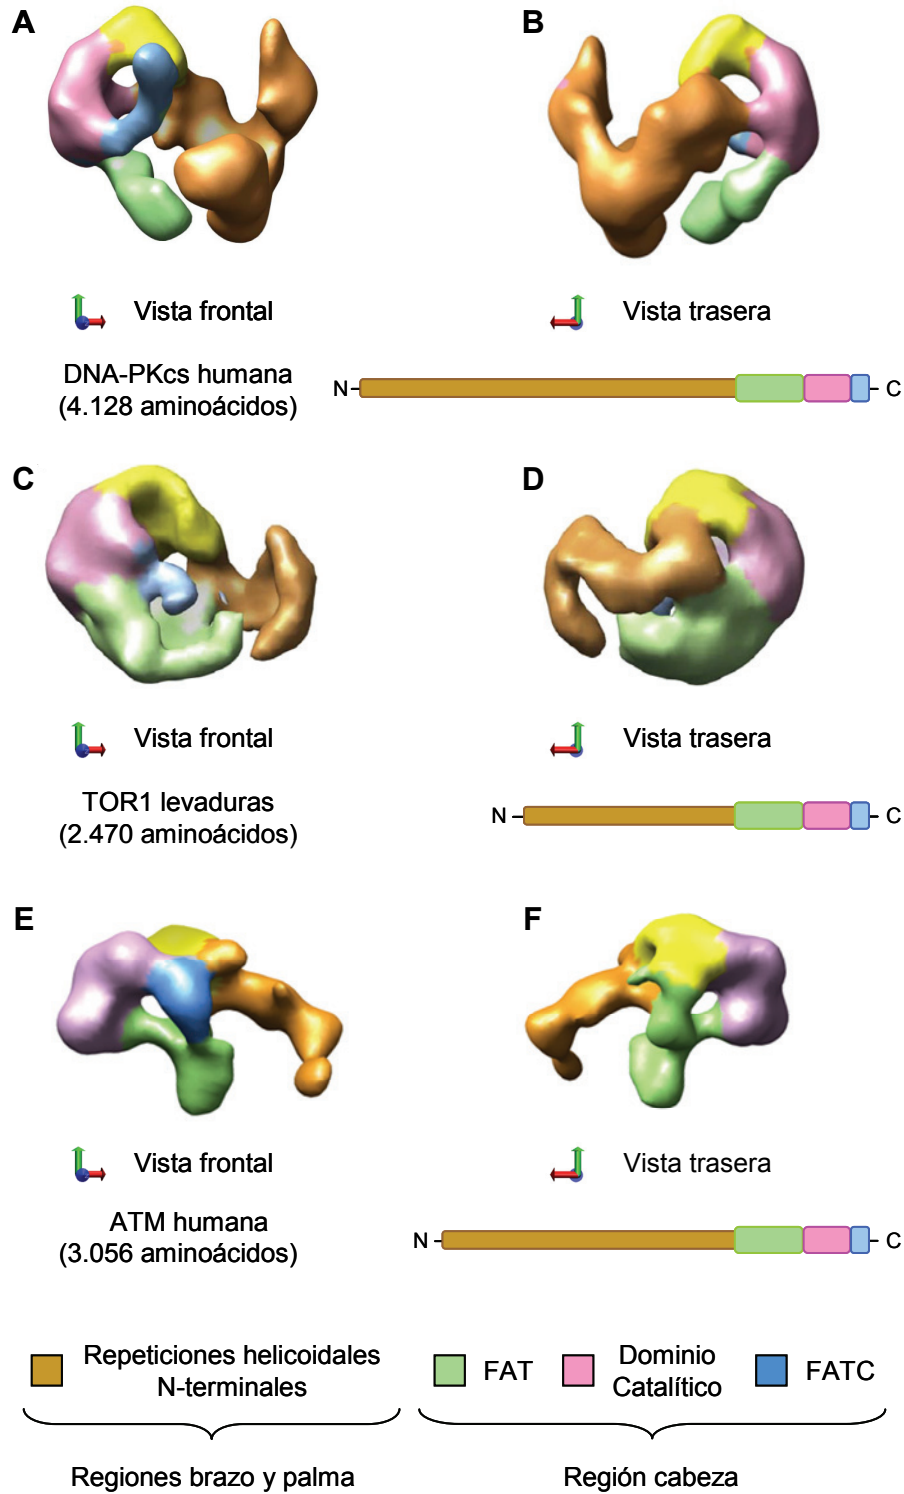 A
B
Vista frontal
Vista trasera
DNA-PKcs humana
(4.128 aminoácidos)
N
C
C
D
Vista frontal
Vista trasera
TOR1 levaduras
(2.470 aminoácidos)
N
C
E
F
Vista frontal
Vista trasera
ATM humana
(3.056 aminoácidos)
N
C
Repeticiones helicoidales
N-terminales
FAT
Dominio
Catalítico
FATC
Regiones brazo y palma
Región cabeza